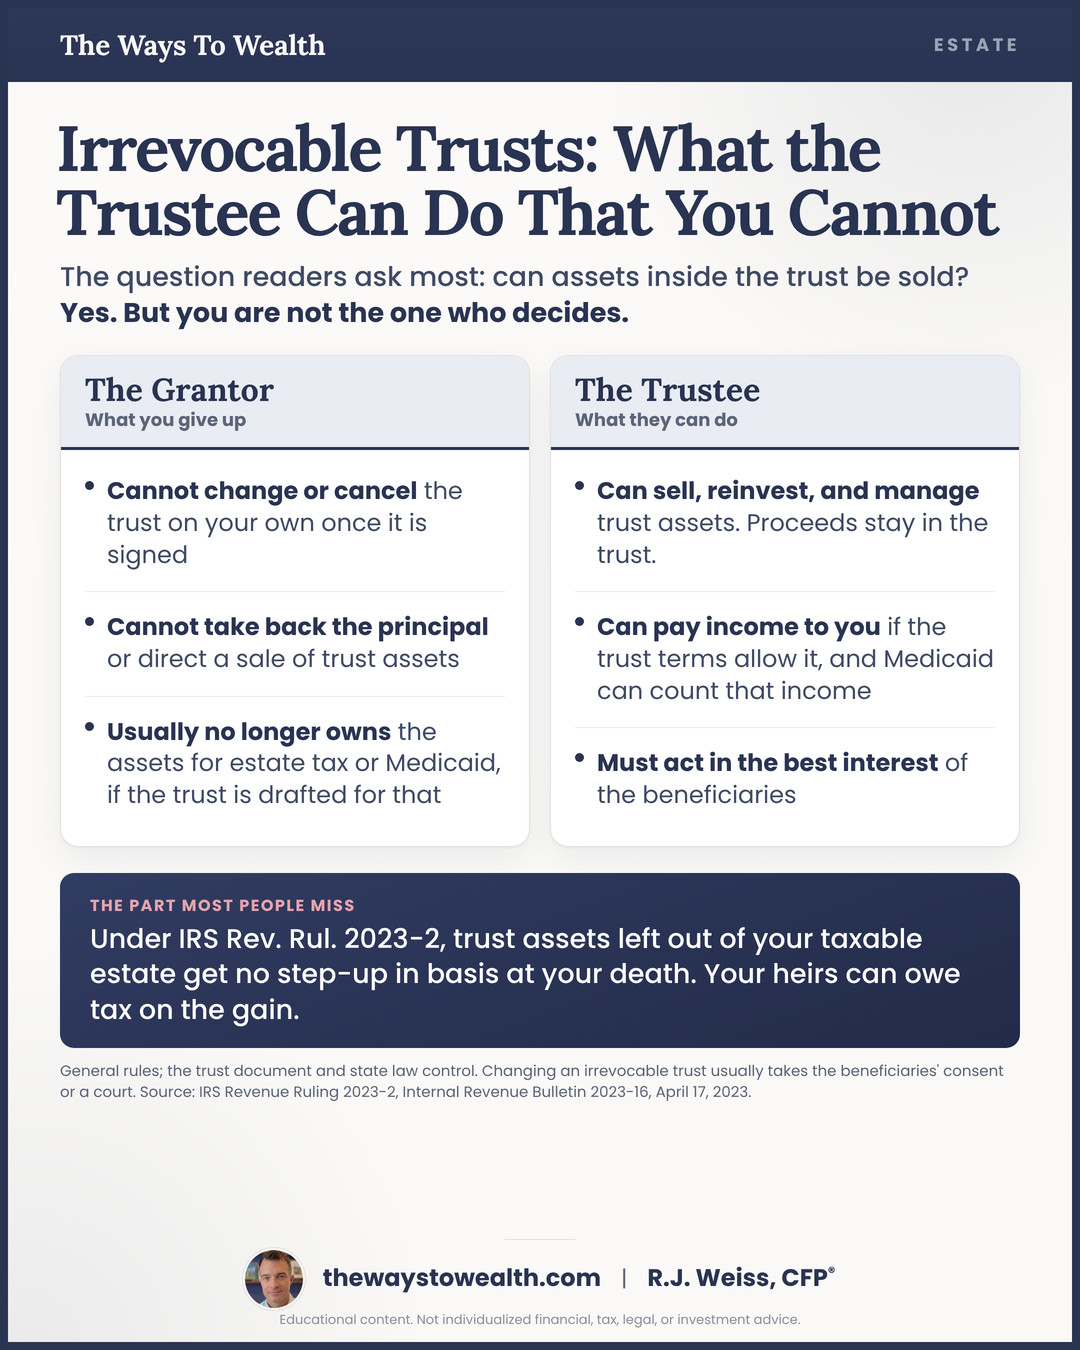 The Ways To Wealth
ESTATE
Irrevocable Trusts: What the
Trustee Can Do That You Cannot
The question readers ask most: can assets inside the trust be sold?
Yes. But you are not the one who decides.
The Grantor
What you give up
• Cannot change or cancel the
trust on your own once it is
signed
• Cannot take back the principal
or direct a sale of trust assets
• Usually no longer owns the
assets for estate tax or Medicaid,
if the trust is drafted for that
The Trustee
What they can do
• Can sell, reinvest, and manage
trust assets. Proceeds stay in the
trust.
• Can pay income to you if the
trust terms allow it, and Medicaid
can count that income
• Must act in the best interest of
the beneficiaries
THE PART MOST PEOPLE MISS
Under IRS Rev. Rul. 2023-2, trust assets left out of your taxable
estate get no step-up in basis at your death. Your heirs can owe
tax on the gain.
General rules; the trust document and state law control. Changing an irrevocable trust usually takes the beneficiaries' consent
or a court. Source: IRS Revenue Ruling 2023-2, Internal Revenue Bulletin 2023-16, April 17, 2023.
thewaystowealth.com | R.J. Weiss, CFP®
Educational content. Not individualized financial, tax, legal, or investment advice.